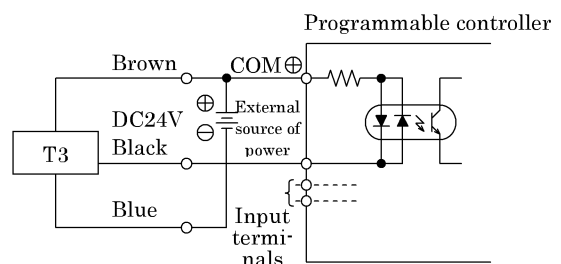 Programmable controller
Brown
COM⊕
⊕
DC24V
External
source of
power
⊖
T3
Black
Blue
Input
termi-
nals